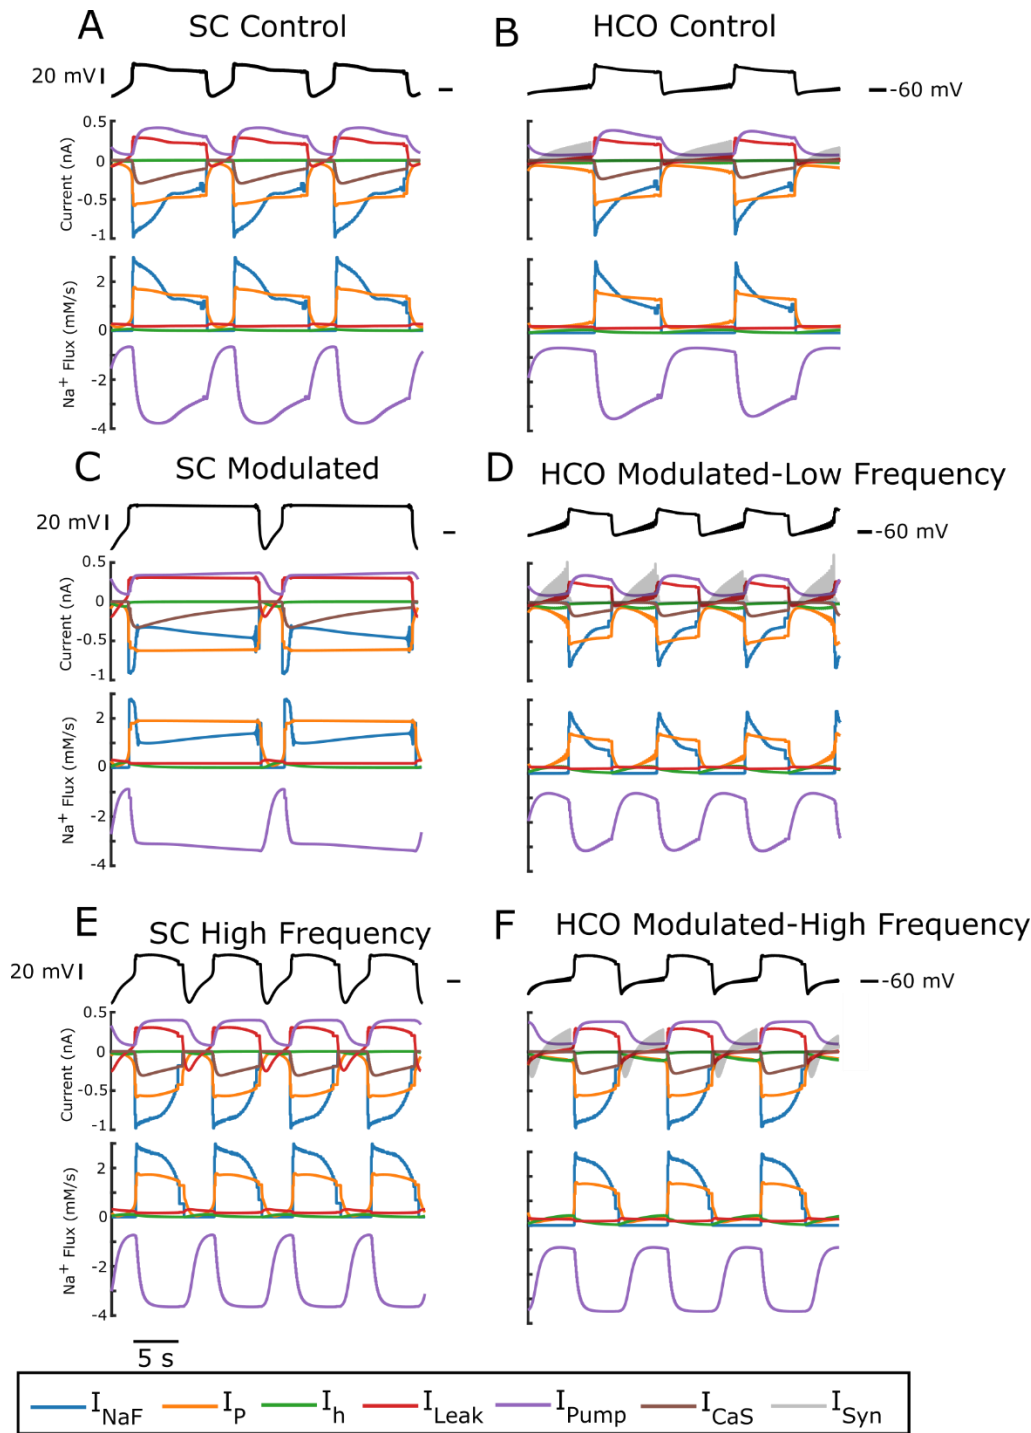 A
SC Control
B
HCO Control
20 mV
-60 mV
0.5
0
-0.5
-1
Current (nA)
2
0
-2
-4
Na+ Flux (mM/s)
C
SC Modulated
D
HCO Modulated-Low Frequency
20 mV
-60 mV
0.5
0
-0.5
-1
Current (nA)
2
0
-2
-4
Na+ Flux (mM/s)
E
SC High Frequency
F
HCO Modulated-High Frequency
20 mV
-60 mV
0.5
0
-0.5
-1
Current (nA)
2
0
-2
-4
Na+ Flux (mM/s)
5 s
INaF IP Ih ILeak IPump ICaS ISyn